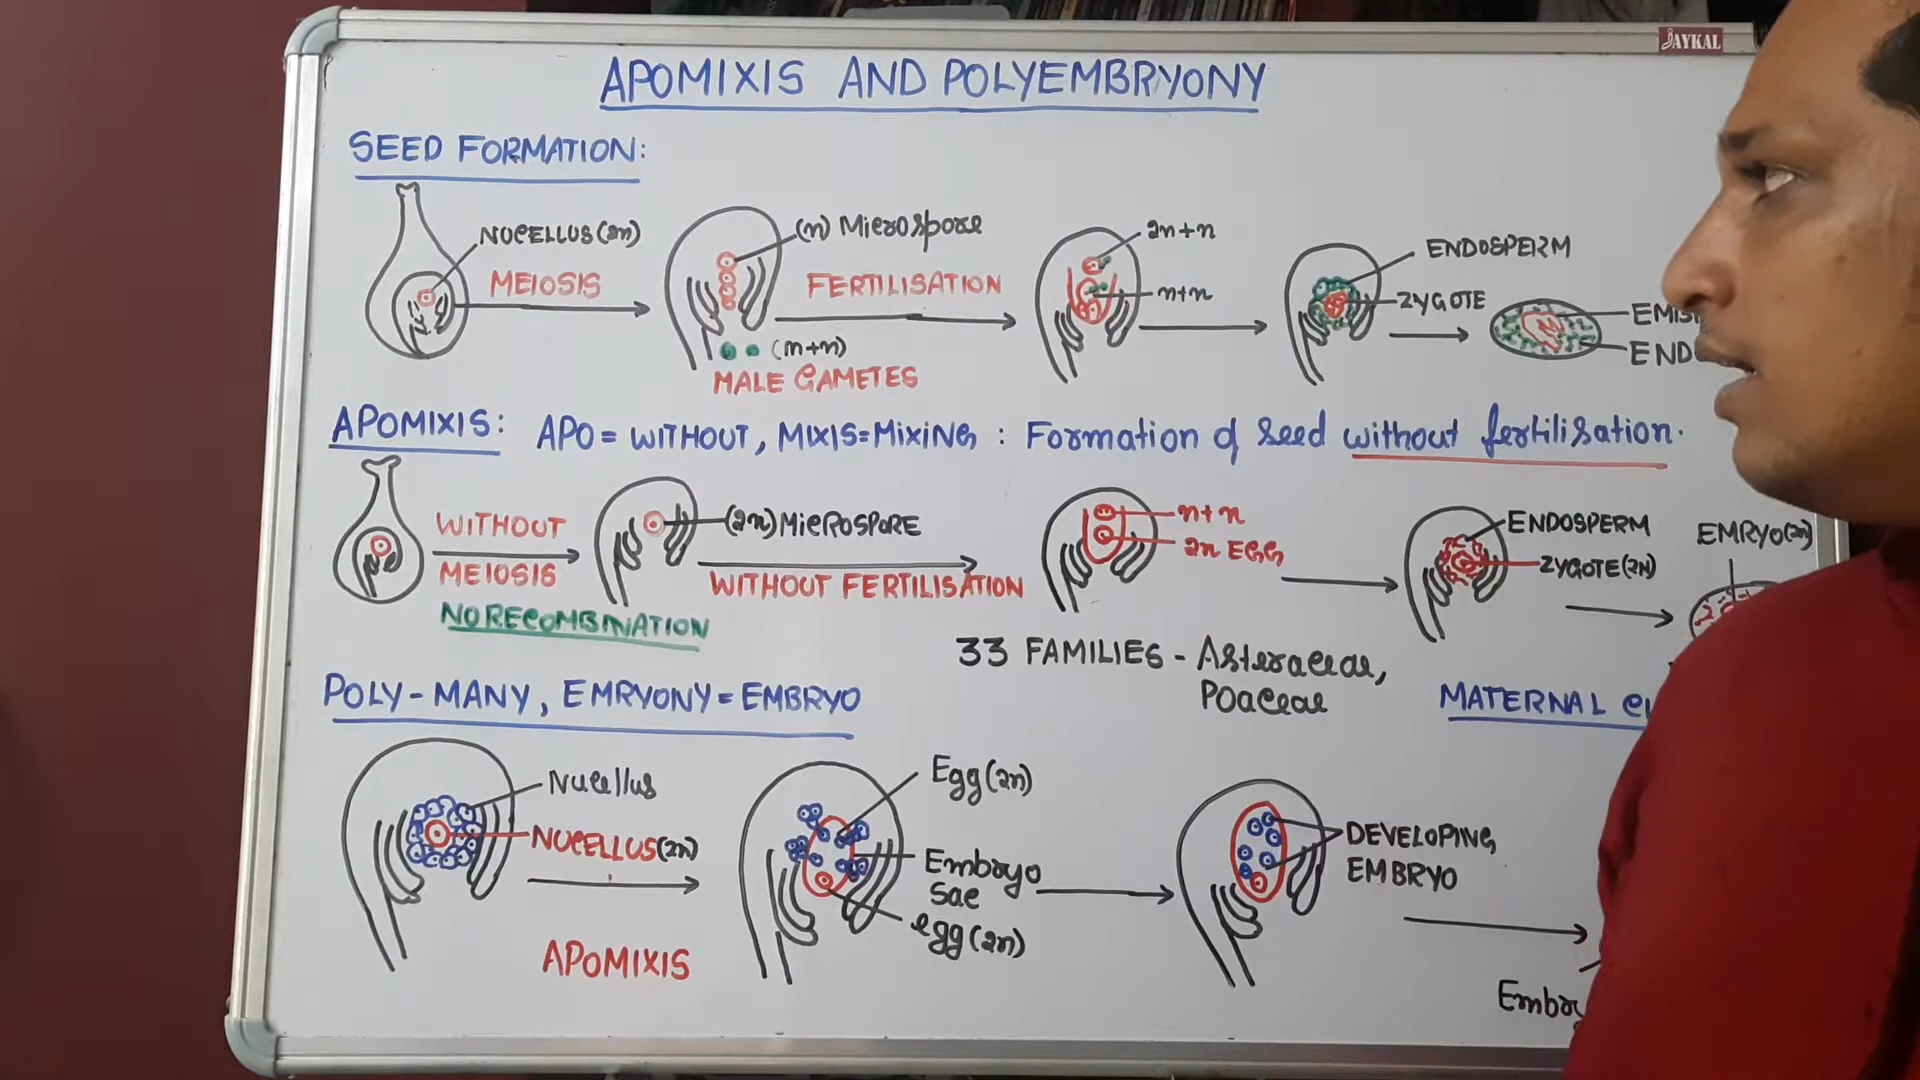 JAYKAL
APOMIXIS AND POLYEMBRYONY
SEED FORMATION:
NUCELLUS (2n)
MEIOSIS
(n) Microspore
FERTILISATION
(n+n)
MALE GAMETES
2n+n
n+n
ENDOSPERM
ZYGOTE
END
APOMIXIS: APO = WITHOUT, MIXIS=MIXING : Formation of seed without fertilisation.
WITHOUT
MEIOSIS
NO RECOMBINATION
(2n) MICROSPORE
WITHOUT FERTILISATION
n+n
2n EGG
ENDOSPERM
ZYGOTE(2N)
EMRYO(2n)
33 FAMILIES - Asteraceae,
Poaceae
MATERNAL
POLY - MANY, EMRYONY = EMBRYO
Nucellus
NUCELLUS(2n)
APOMIXIS
Egg (2n)
Embryo
Sac
egg (2n)
DEVELOPING
EMBRYO